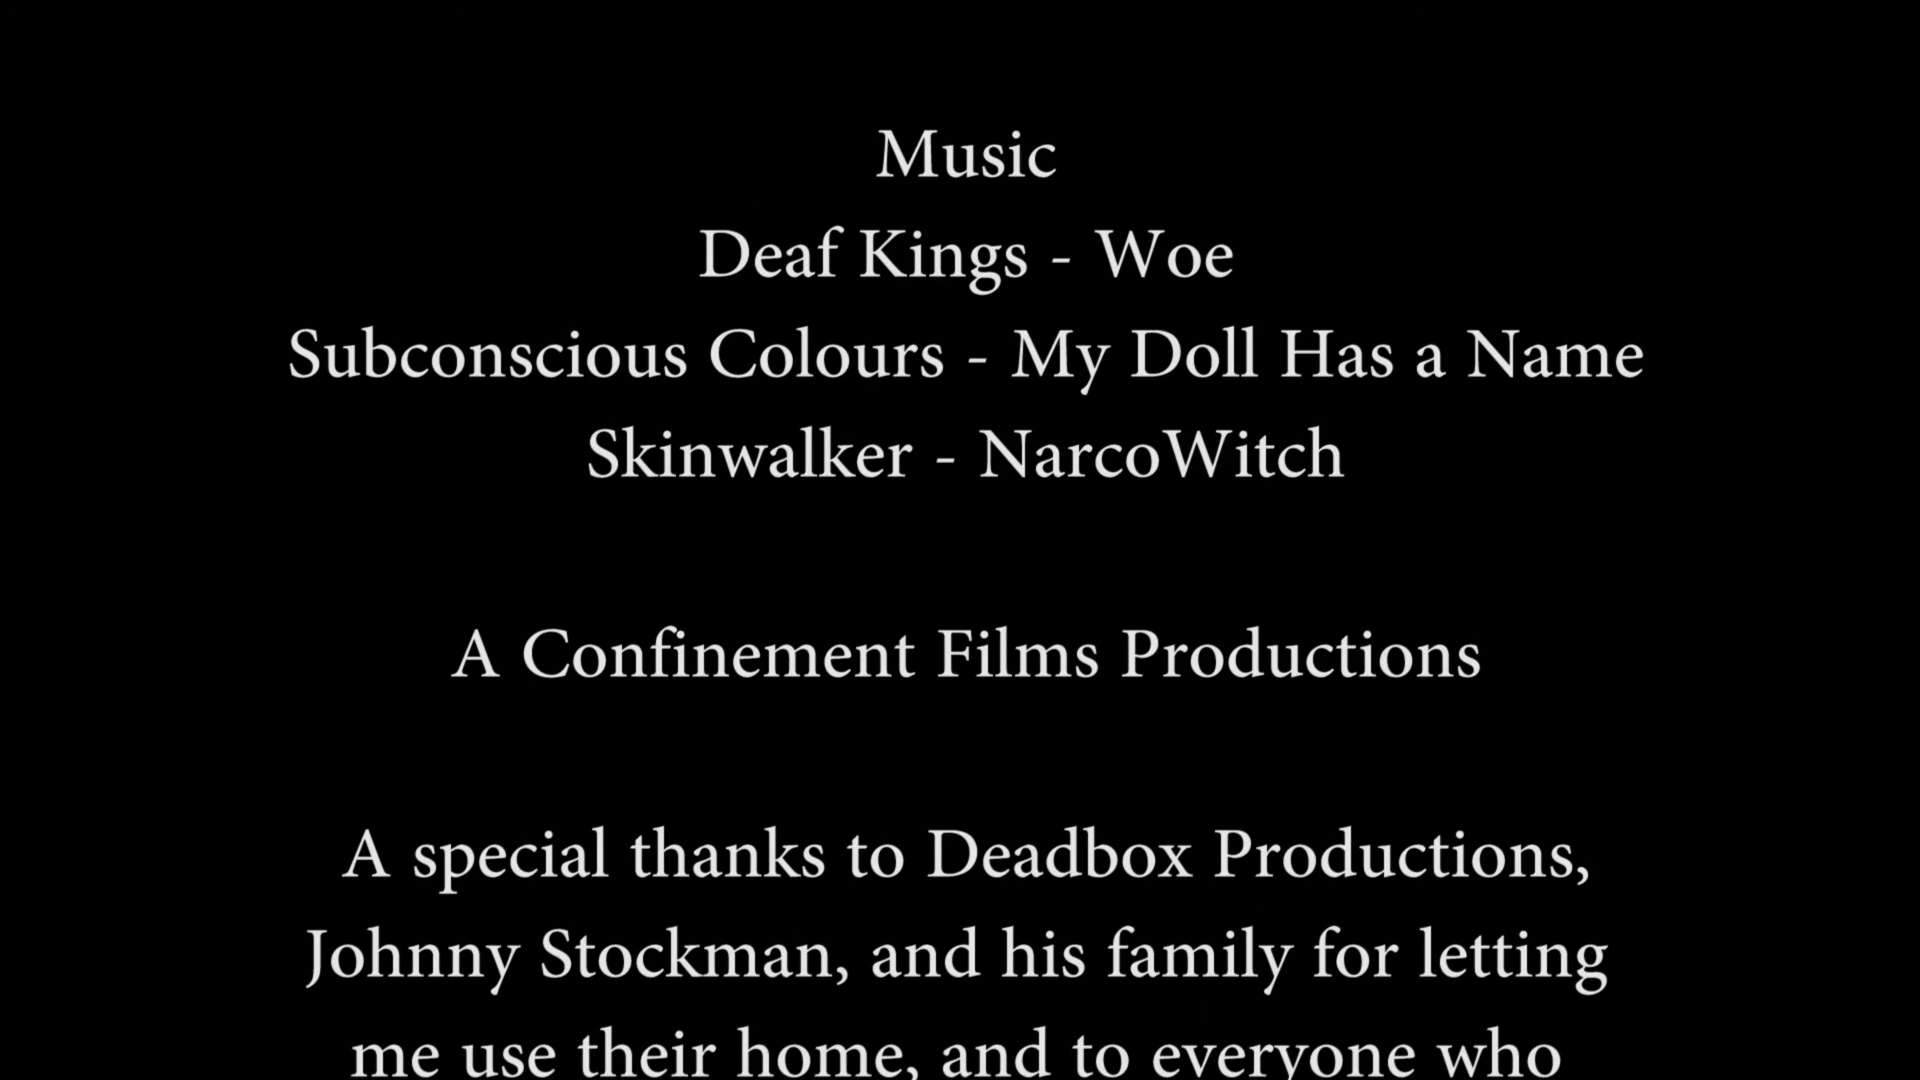 Music
Deaf Kings - Woe
Subconscious Colours - My Doll Has a Name
Skinwalker - NarcoWitch
A Confinement Films Productions
A special thanks to Deadbox Productions,
Johnny Stockman, and his family for letting
me use their home, and to everyone who